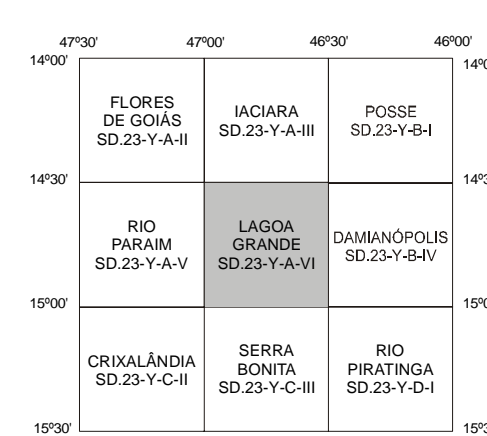 47º30' 47º00' 46º30' 46º00'
14º00'
FLORES
DE GOIÁS
SD.23-Y-A-II
IACIARA
SD.23-Y-A-III
POSSE
SD.23-Y-B-I
14º30'
RIO
PARAIM
SD.23-Y-A-V
LAGOA
GRANDE
SD.23-Y-A-VI
DAMIANÓPOLIS
SD.23-Y-B-IV
15º00'
CRIXALÂNDIA
SD.23-Y-C-II
SERRA
BONITA
SD.23-Y-C-III
RIO
PIRATINGA
SD.23-Y-D-I
15º30'